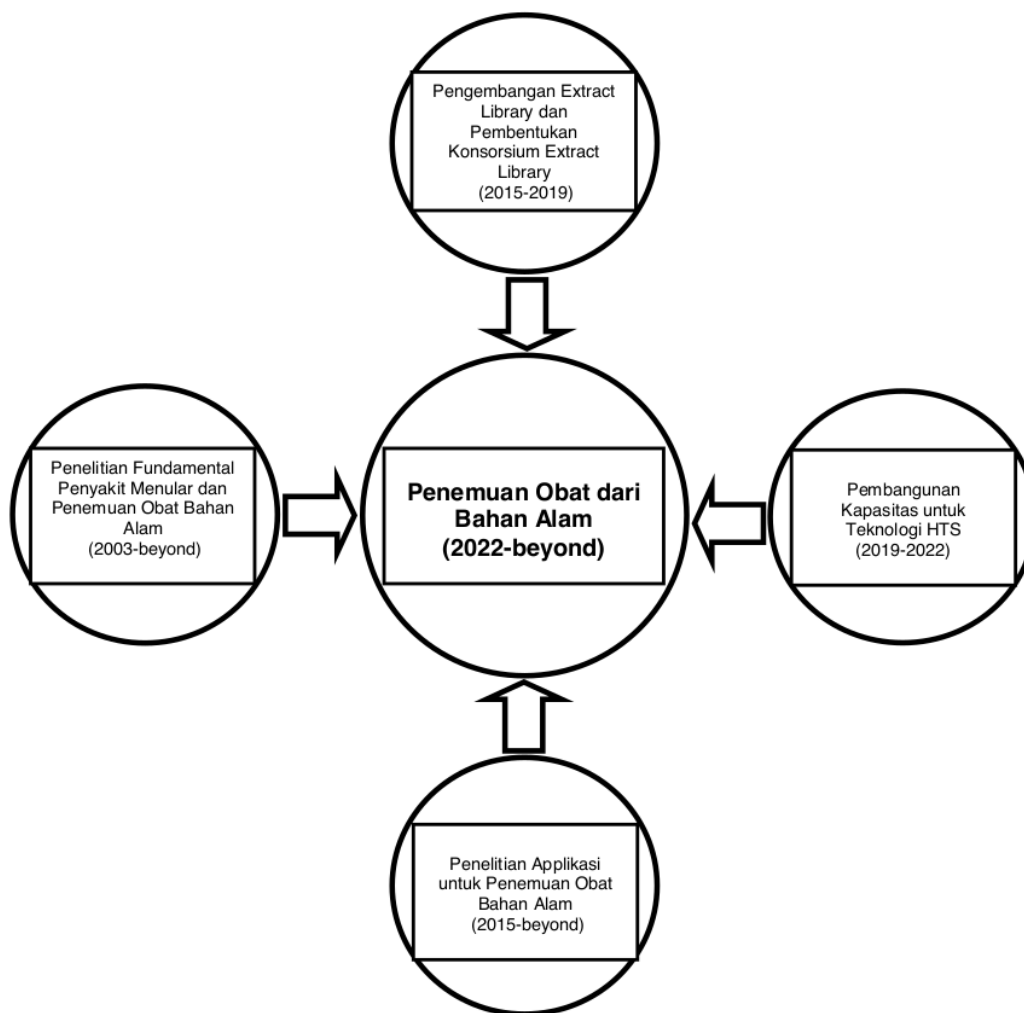 Pengembangan Extract
Library dan
Pembentukan
Konsorsium Extract
Library
(2015-2019)
Penelitian Fundamental
Penyakit Menular dan
Penemuan Obat Bahan
Alam
(2003-beyond)
Penemuan Obat dari
Bahan Alam
(2022-beyond)
Pembangunan
Kapasitas untuk
Teknologi HTS
(2019-2022)
Penelitian Applikasi
untuk Penemuan Obat
Bahan Alam
(2015-beyond)